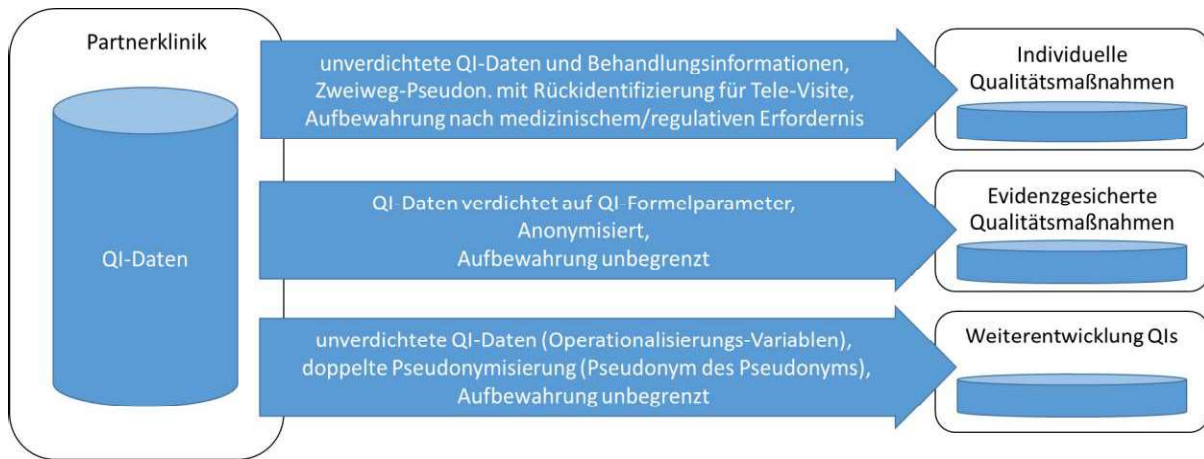 Partnerklinik
QI-Daten
unverdichtete QI-Daten und Behandlungsinformationen,
Zweiweg-Pseudon. mit Rückidentifizierung für Tele-Visite,
Aufbewahrung nach medizinischem/regulativen Erfordernis
Individuelle
Qualitätsmaßnahmen
QI-Daten verdichtet auf QI-Formelparameter,
Anonymisiert,
Aufbewahrung unbegrenzt
Evidenzgesicherte
Qualitätsmaßnahmen
unverdichtete QI-Daten (Operationalisierungs-Variablen),
doppelte Pseudonymisierung (Pseudonym des Pseudonyms),
Aufbewahrung unbegrenzt
Weiterentwicklung QIs